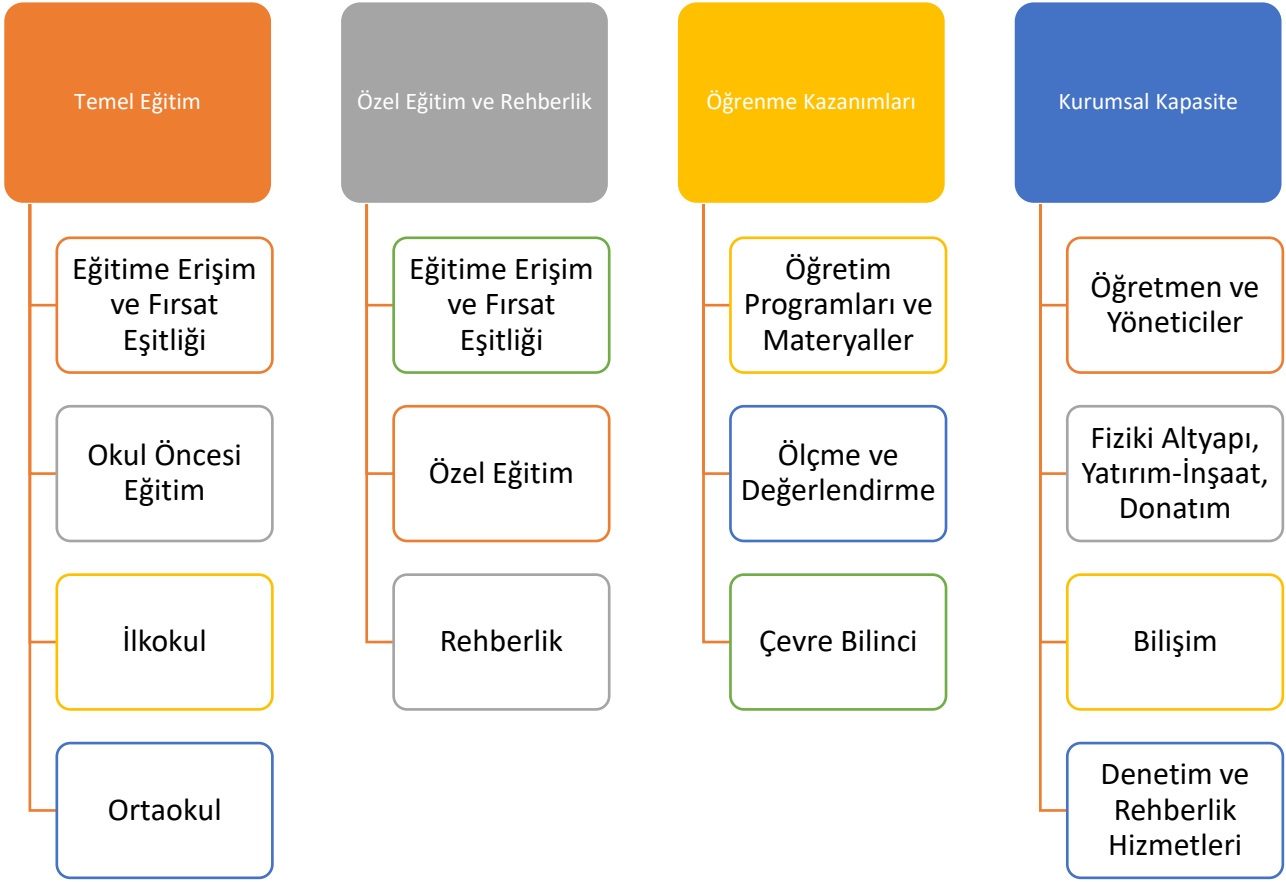 Temel Eğitim
Eğitime Erişim
ve Fırsat
Eşitliği
Okul Öncesi
Eğitim
İlkokul
Ortaokul
Özel Eğitim ve Rehberlik
Eğitime Erişim
ve Fırsat
Eşitliği
Özel Eğitim
Rehberlik
Öğrenme Kazanımları
Öğretim
Programları ve
Materyaller
Ölçme ve
Değerlendirme
Çevre Bilinci
Kurumsal Kapasite
Öğretmen ve
Yöneticiler
Fiziki Altyapı,
Yatırım-İnşaat,
Donatım
Bilişim
Denetim ve
Rehberlik
Hizmetleri